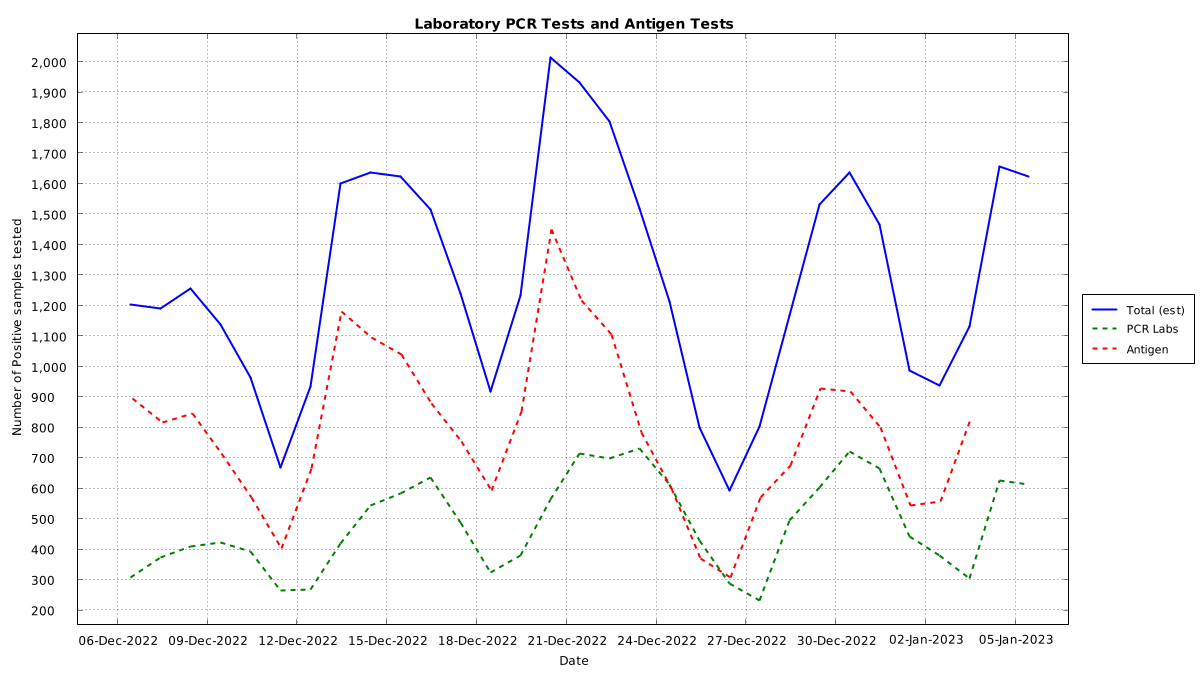 Laboratory PCR Tests and Antigen Tests
Number of Positive samples tested
2,000
1,900
1,800
1,700
1,600
1,500
1,400
1,300
1,200
1,100
1,000
900
800
700
600
500
400
300
200
06-Dec-2022 09-Dec-2022 12-Dec-2022 15-Dec-2022 18-Dec-2022 21-Dec-2022 24-Dec-2022 27-Dec-2022 30-Dec-2022 02-Jan-2023 05-Jan-2023
Date
Total (est)
PCR Labs
Antigen